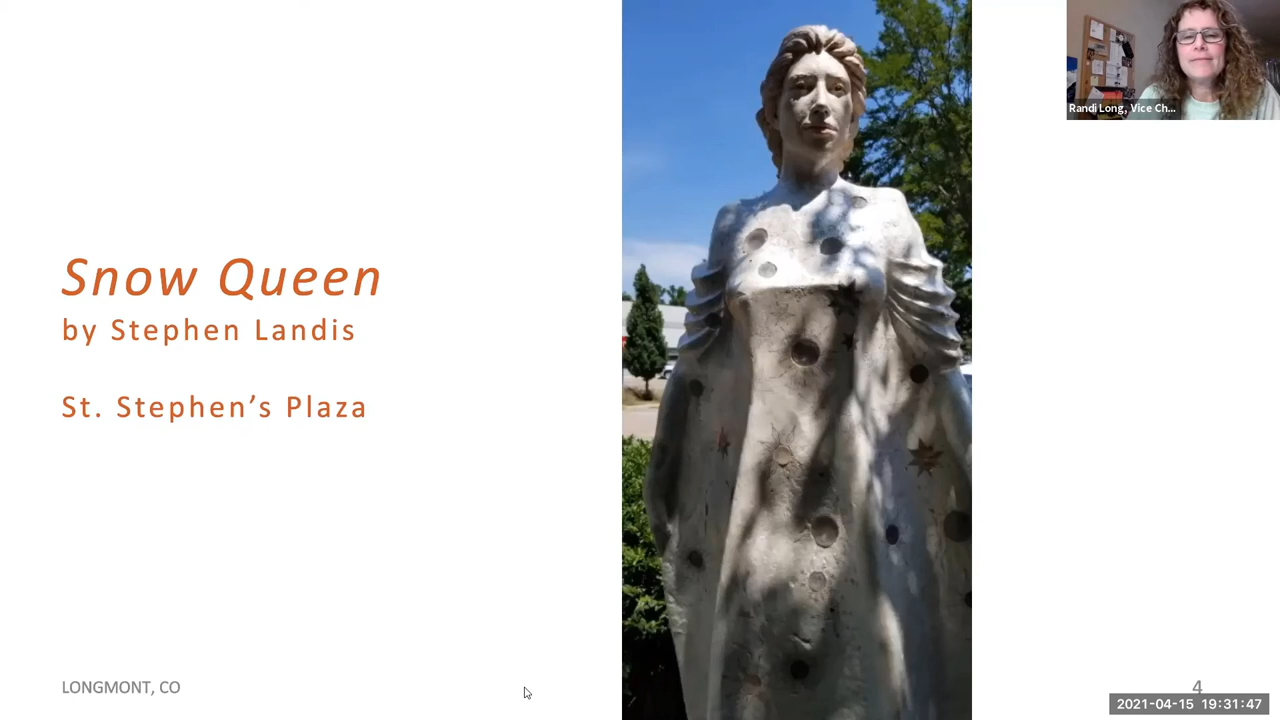 Snow Queen
by Stephen Landis
St. Stephen's Plaza
Randi Long, Vice Ch...
LONGMONT, CO
4
2021-04-15 19:31:47